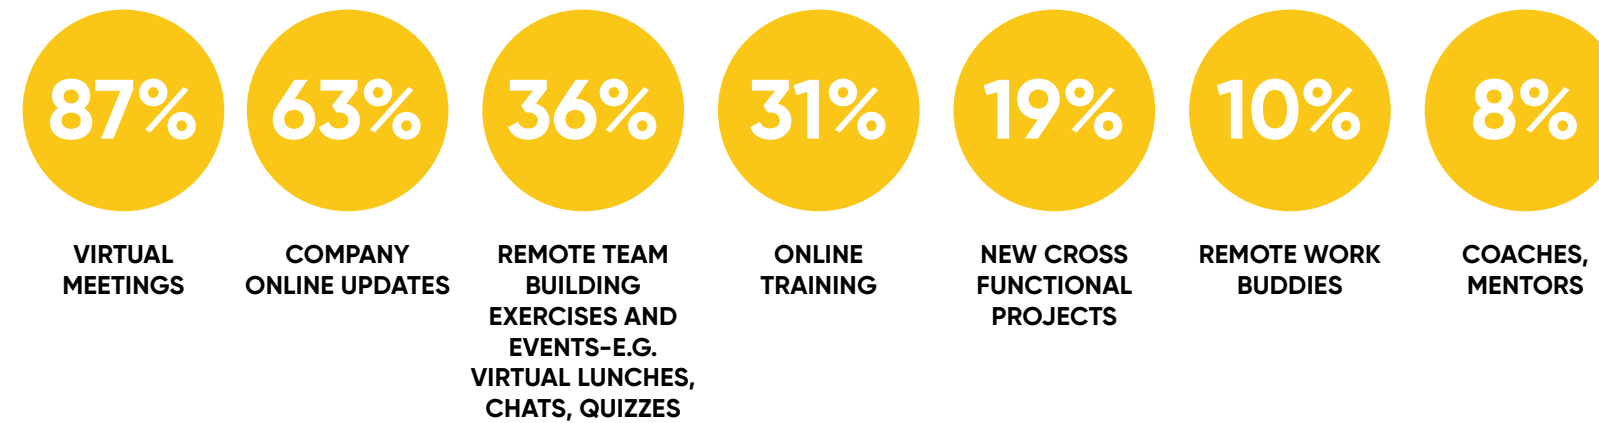 87%
63%
36%
31%
19%
10%
8%
VIRTUAL
MEETINGS
COMPANY
ONLINE UPDATES
REMOTE TEAM
BUILDING
EXERCISES AND
EVENTS-E.G.
VIRTUAL LUNCHES,
CHATS, QUIZZES
ONLINE
TRAINING
NEW CROSS
FUNCTIONAL
PROJECTS
REMOTE WORK
BUDDIES
COACHES,
MENTORS